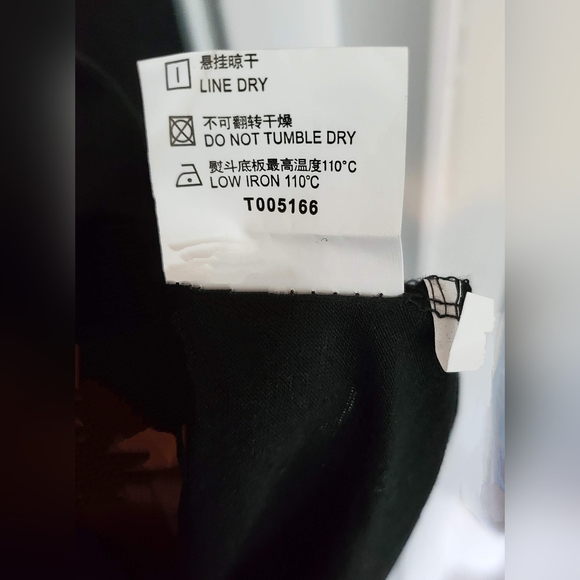 悬挂晾干
LINE DRY
不可翻转干燥
DO NOT TUMBLE DRY
熨斗底板最高温度110°C
LOW IRON 110°C
T005166